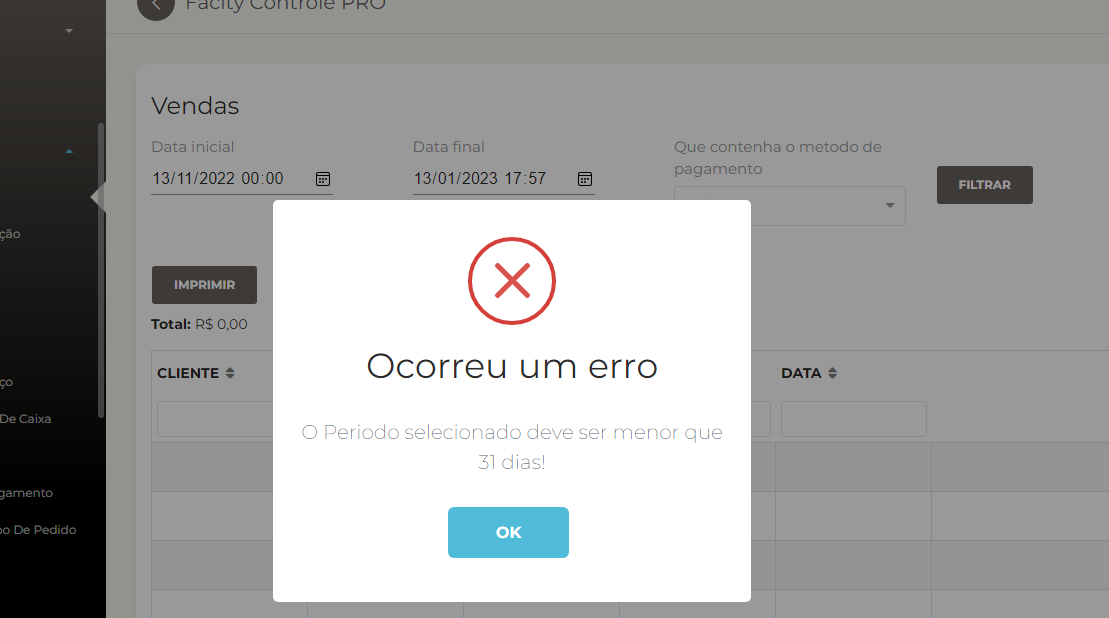 Facity Controle PRO
Vendas
Data inicial
Data final
Que contenha o metodo de
pagamento
13/11/2022 00:00
13/01/2023 17:57
FILTRAR
ção
IMPRIMIR
Total: R$ 0,00
Ocorreu um erro
CLIENTE
DATA
ço
De Caixa
O Periodo selecionado deve ser menor que
31 dias!
gamento
OK
po De Pedido